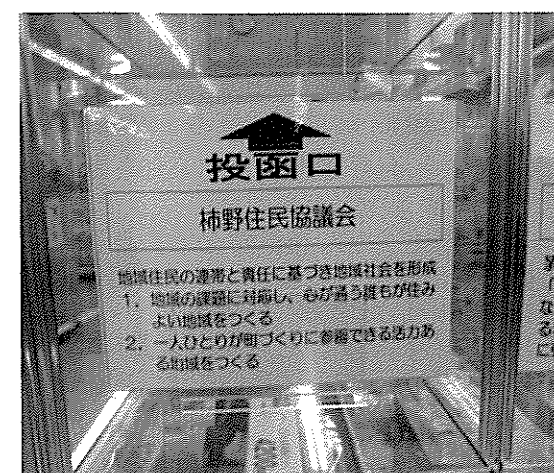 投函口
柿野住民協議会
地域住民の連帯と責任に基づき地域社会を形成
1. 地域の課題に対応し、心が通う誰もが住み
よい地域をつくる
2. 一人ひとりが町づくりに参画できる活力あ
る地域をつくる